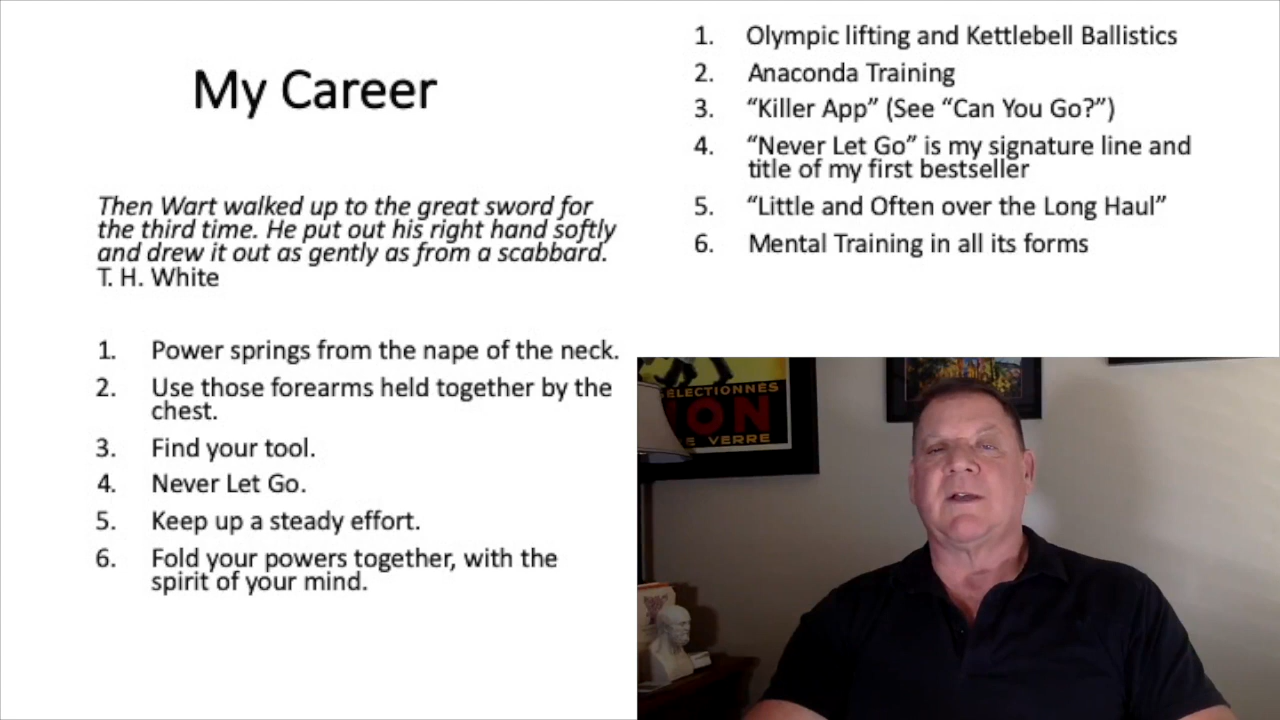 My Career
Then Wart walked up to the great sword for
the third time. He put out his right hand softly
and drew it out as gently as from a scabbard.
T. H. White
1. Power springs from the nape of the neck.
2. Use those forearms held together by the
chest.
3. Find your tool.
4. Never Let Go.
5. Keep up a steady effort.
6. Fold your powers together, with the
spirit of your mind.
1. Olympic lifting and Kettlebell Ballistics
2. Anaconda Training
3. “Killer App” (See “Can You Go?”)
4. “Never Let Go” is my signature line and
title of my first bestseller
5. “Little and Often over the Long Haul”
6. Mental Training in all its forms
ÉLECTIONNÉS
ION
E VERRE